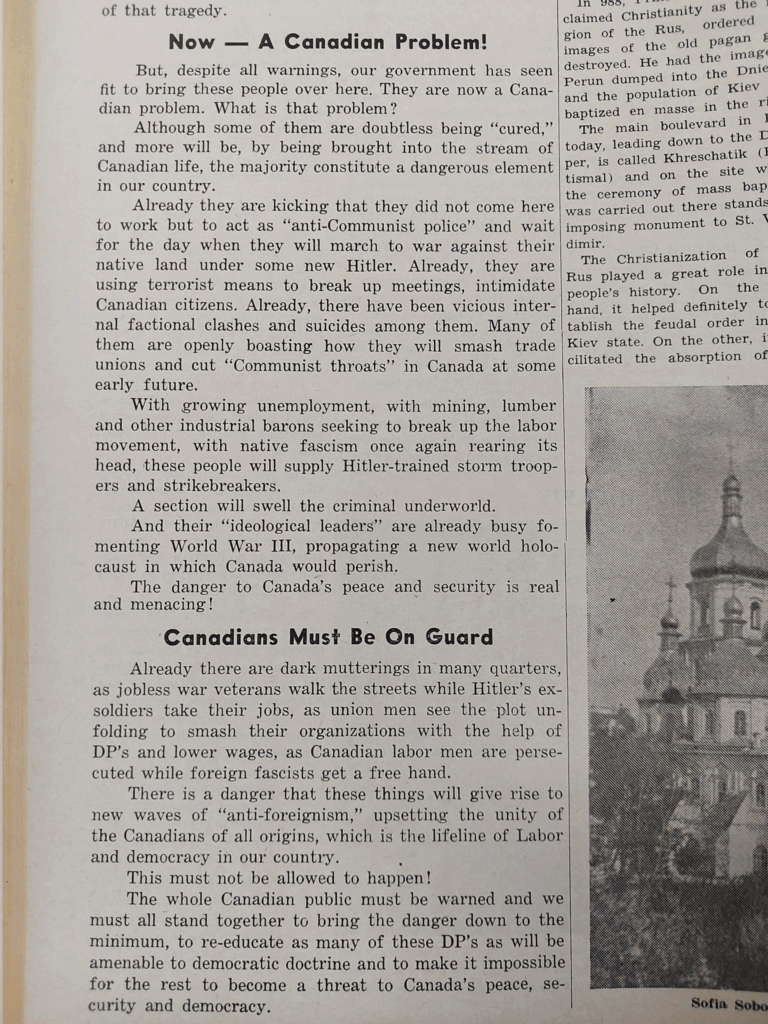 of that tragedy.
Now — A Canadian Problem!
But, despite all warnings, our government has seen
fit to bring these people over here. They are now a Cana-
dian problem. What is that problem?
Although some of them are doubtless being “cured,”
and more will be, by being brought into the stream of
Canadian life, the majority constitute a dangerous element
in our country.
Already they are kicking that they did not come here
to work but to act as “anti-Communist police” and wait
for the day when they will march to war against their
native land under some new Hitler. Already, they are
using terrorist means to break up meetings, intimidate
Canadian citizens. Already, there have been vicious inter-
nal factional clashes and suicides among them. Many of
them are openly boasting how they will smash trade
unions and cut “Communist throats” in Canada at some
early future.
With growing unemployment, with mining, lumber
and other industrial barons seeking to break up the labor
movement, with native fascism once again rearing its
head, these people will supply Hitler-trained storm troop-
ers and strikebreakers.
A section will swell the criminal underworld.
And their “ideological leaders” are already busy fo-
menting World War III, propagating a new world holo-
caust in which Canada would perish.
The danger to Canada’s peace and security is real
and menacing!
Canadians Must Be On Guard
Already there are dark mutterings in many quarters,
as jobless war veterans walk the streets while Hitler’s ex-
soldiers take their jobs, as union men see the plot un-
folding to smash their organizations with the help of
DP’s and lower wages, as Canadian labor men are perse-
cuted while foreign fascists get a free hand.
There is a danger that these things will give rise to
new waves of “anti-foreignism,” upsetting the unity of
the Canadians of all origins, which is the lifeline of Labor
and democracy in our country.
This must not be allowed to happen!
The whole Canadian public must be warned and we
must all stand together to bring the danger down to the
minimum, to re-educate as many of these DP’s as will be
amenable to democratic doctrine and to make it impossible
for the rest to become a threat to Canada’s peace, se-
curity and democracy.
In 988,
claimed Christianity as the
gion of the Rus, ordered
images of the old pagan
destroyed. He had the
Perun dumped into the
and the population of Kiev
baptized en masse in the
The main boulevard in
today, leading down to the
per, is called Khreschatik
tismal) and on the site
the ceremony of mass
was carried out there stands
imposing monument to St.
dimir.
The Christianization of
Rus played a great role in
people’s history. On the
hand, it helped definitely
tablish the feudal order in
Kiev state. On the other,
cilitated the absorption of
Sofia